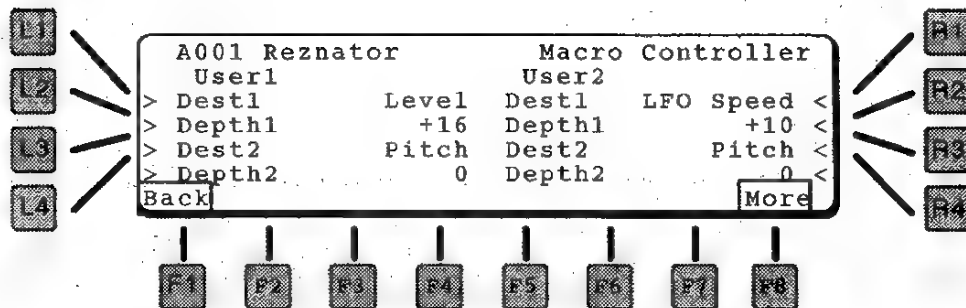 A001 Reznator Macro Controller
User1 User2
> Dest1 Level Dest1 LFO Speed <
> Depth1 +16 Depth1 +10 <
> Dest2 Pitch Dest2 Pitch <
> Depth2 0 Depth2 0 <
Back More
L1
L2
L3
L4
R1
R2
R3
R4
F1 F2 F3 F4 F5 F6 F7 F8